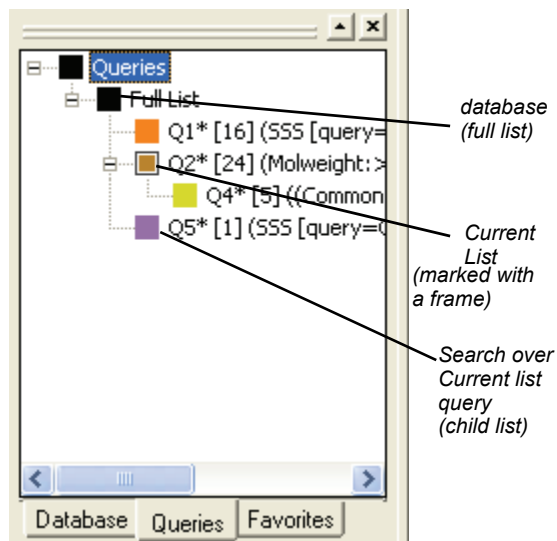 Queries
Full List
Q1* [16] (SSS [query=
Q2* [24] (Molweight: >
Q4* [5] ((Common
Q5* [1] (SSS [query=
Database Queries Favorites
database
(full list)
Current
List
(marked with
a frame)
Search over
Current list
query
(child list)